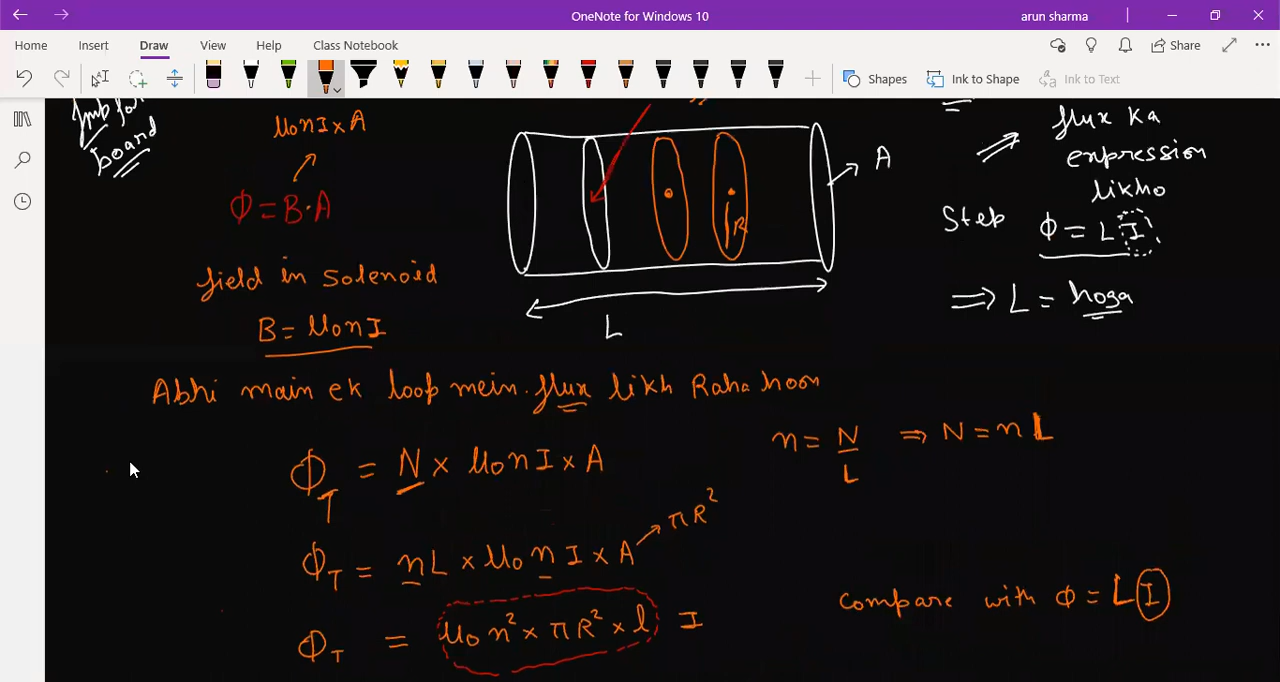 OneNote for Windows 10
arun sharma
Home Insert Draw View Help Class Notebook
Share
Shapes
Ink to Shape
Ink to Text
Imp for
board
μ₀nI×A
Φ = B·A
field in Solenoid
B = μ₀nI
A
R
L
flux ka
expression
likho
Step Φ = LI
⇒ L = hoga
Abhi main ek loop mein flux likh Raha hoon
Φ_T = N × μ₀nI × A
n = N/L ⇒ N = nL
πR²
Φ_T = nL × μ₀nI × A
Compare with Φ = LI
Φ_T = μ₀n² × πR² × l I